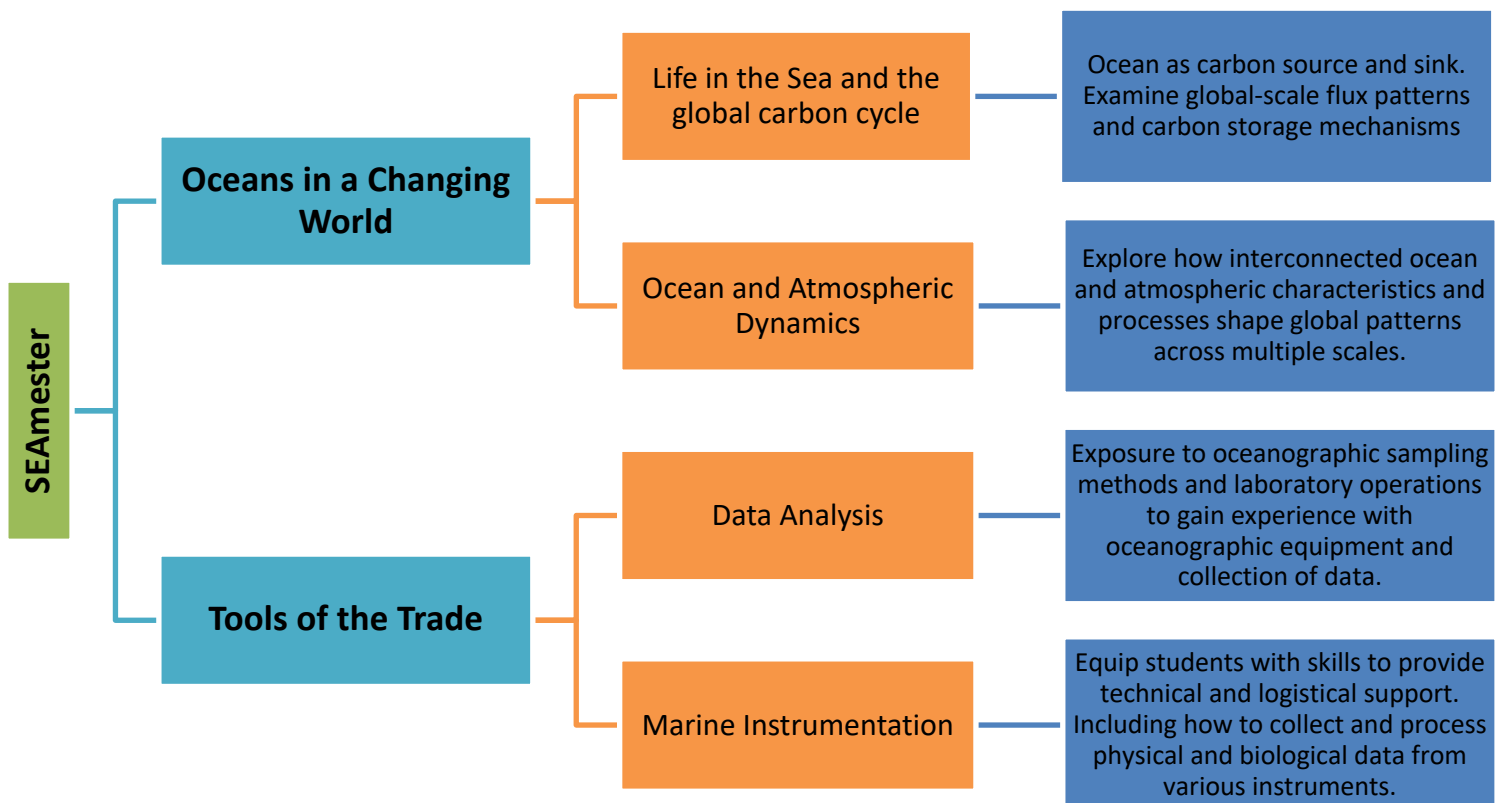 SEAmester
Oceans in a Changing
World
Life in the Sea and the
global carbon cycle
Ocean as carbon source and sink.
Examine global-scale flux patterns
and carbon storage mechanisms
Ocean and Atmospheric
Dynamics
Explore how interconnected ocean
and atmospheric characteristics and
processes shape global patterns
across multiple scales.
Tools of the Trade
Data Analysis
Exposure to oceanographic sampling
methods and laboratory operations
to gain experience with
oceanographic equipment and
collection of data.
Marine Instrumentation
Equip students with skills to provide
technical and logistical support.
Including how to collect and process
physical and biological data from
various instruments.